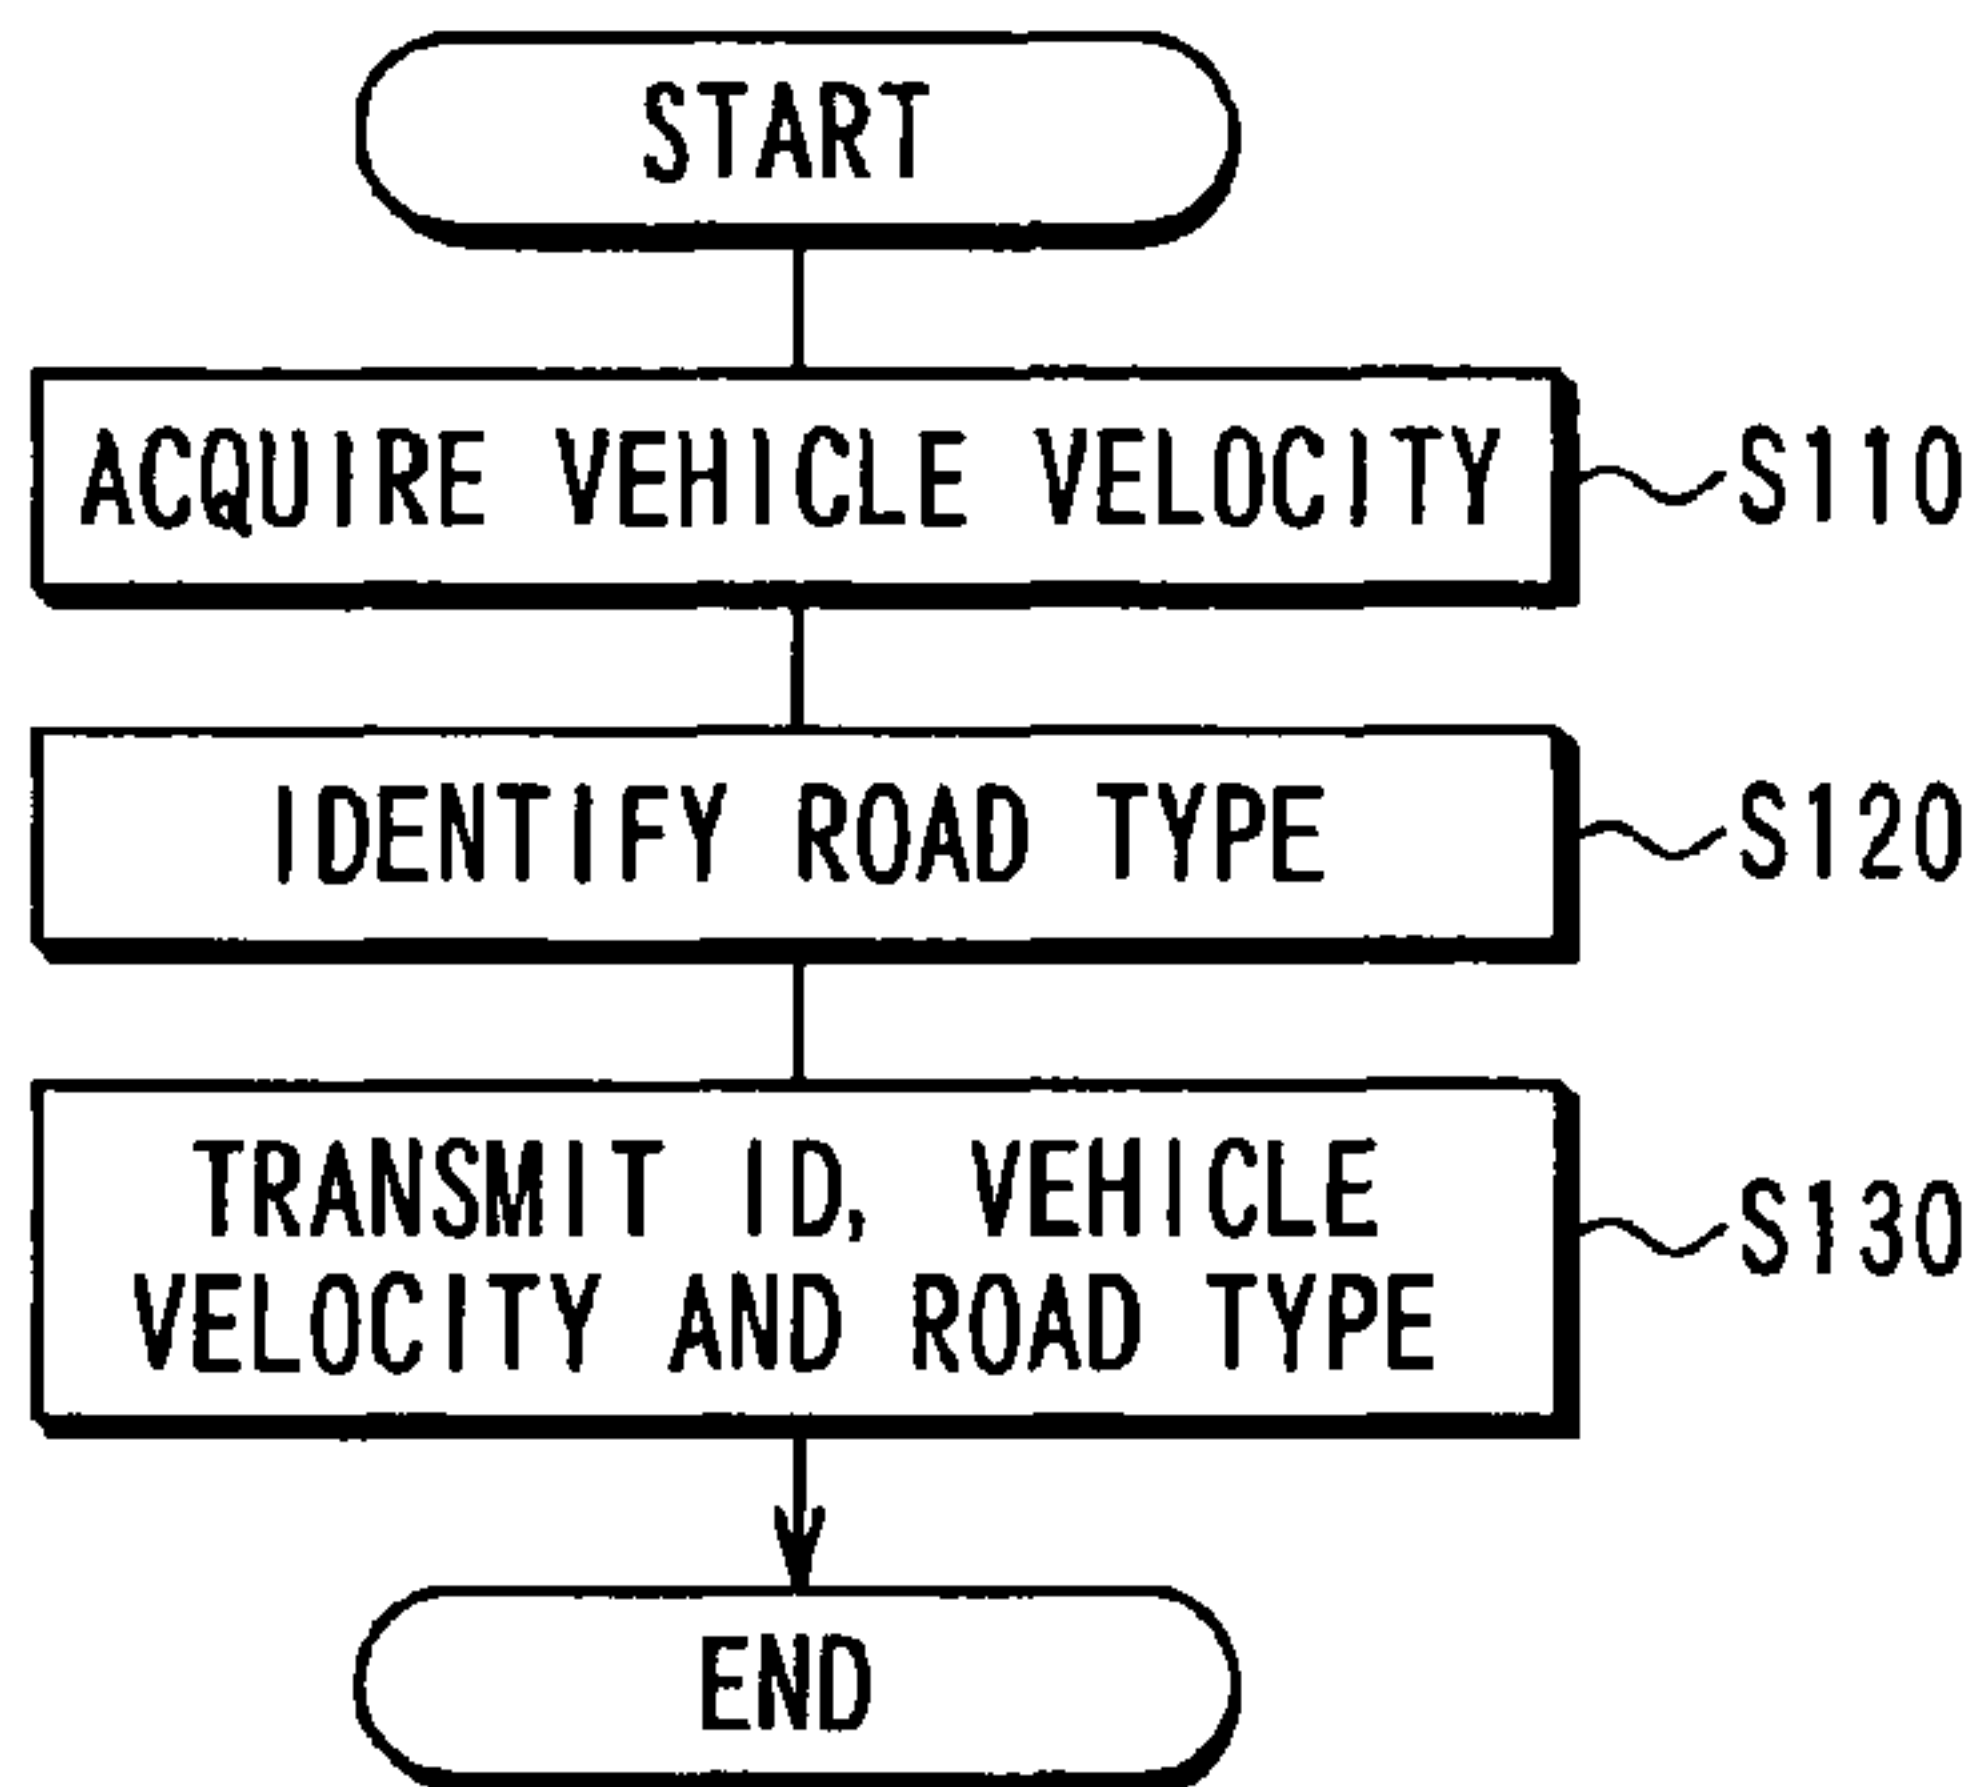 START
ACQUIRE VEHICLE VELOCITY
S110
IDENTIFY ROAD TYPE
S120
TRANSMIT ID, VEHICLE
VELOCITY AND ROAD TYPE
S130
END